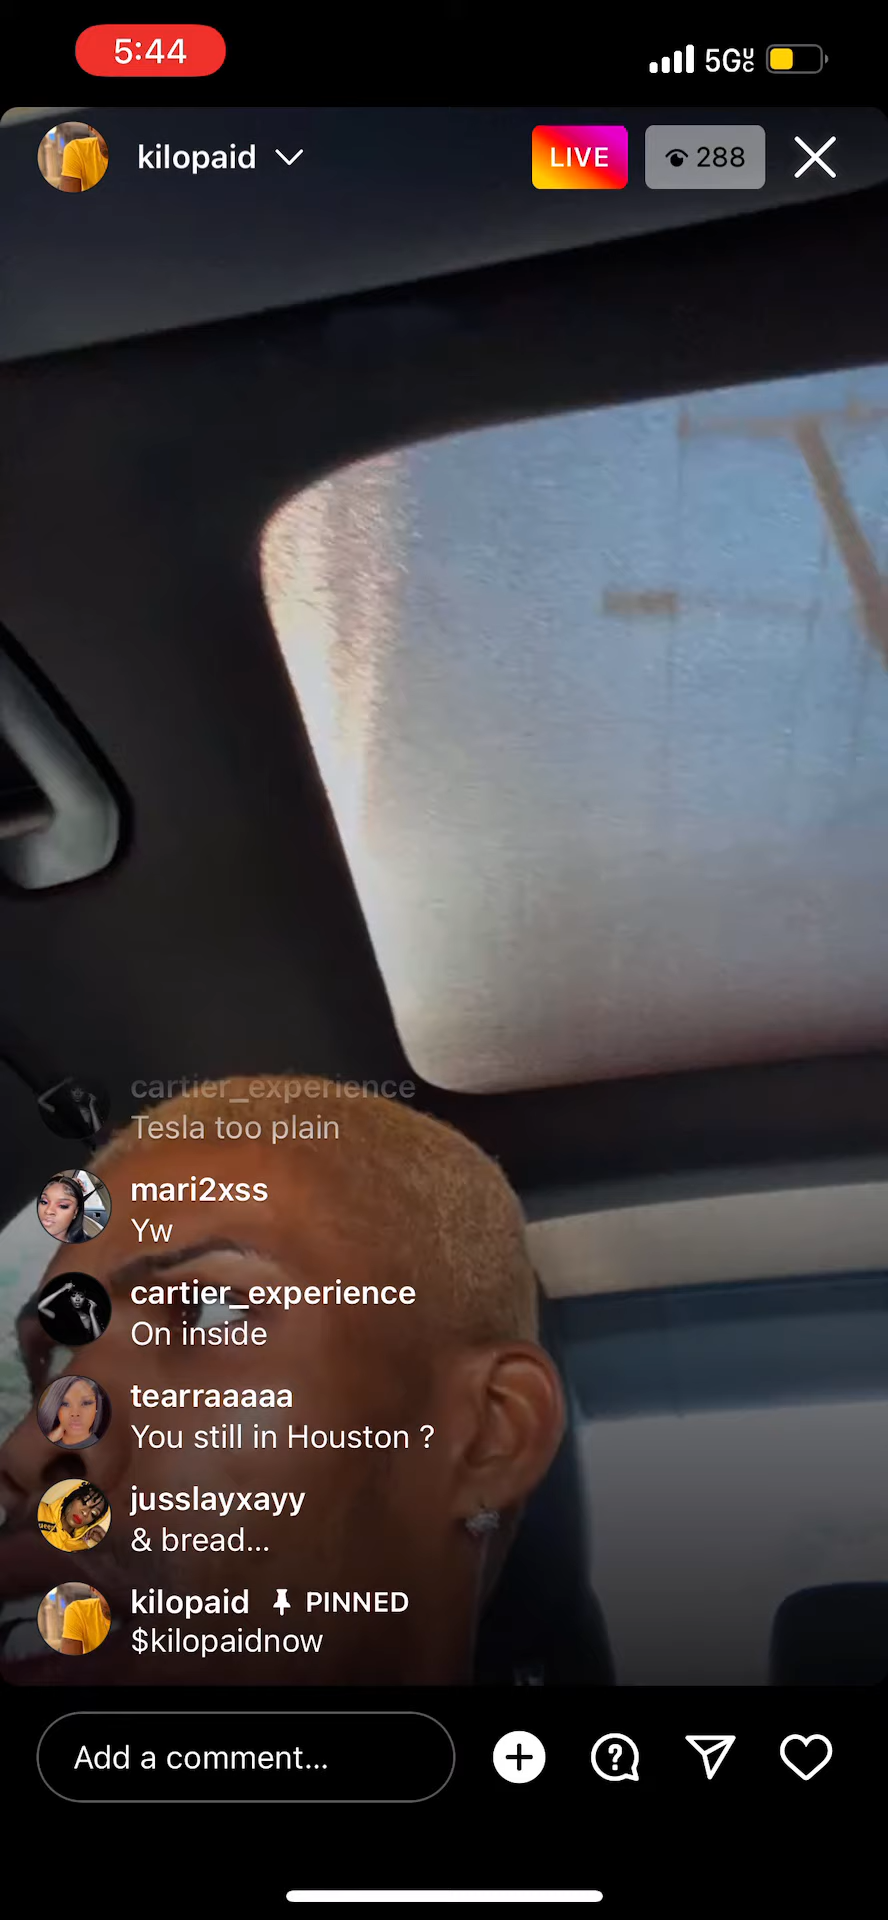 5:44
5GUC
kilopaid
LIVE
288
cartier_experience
Tesla too plain
mari2xss
Yw
cartier_experience
On inside
tearraaaaa
You still in Houston ?
jusslayxayy
& bread...
kilopaid PINNED
$kilopaidnow
Add a comment...